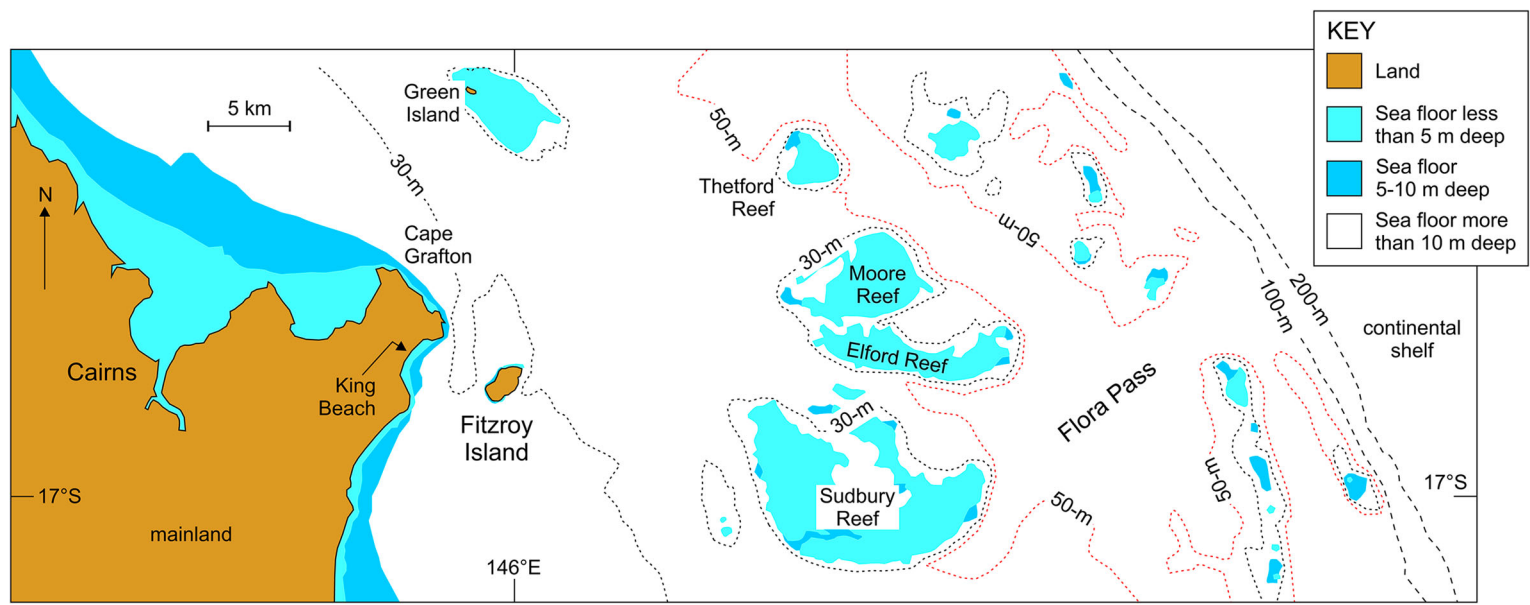 KEY
Land
Sea floor less
than 5 m deep
Sea floor
5-10 m deep
Sea floor more
than 10 m deep
Green
Island
5 km
30-m
N
50-m
Thetford
Reef
50-m
Cape
Grafton
30-m
Moore
Reef
200-m
100-m
continental
shelf
Elford Reef
Cairns
King
Beach
Flora Pass
30-m
Fitzroy
Island
50-m
17°S
Sudbury
Reef
50-m
17°S
mainland
146°E